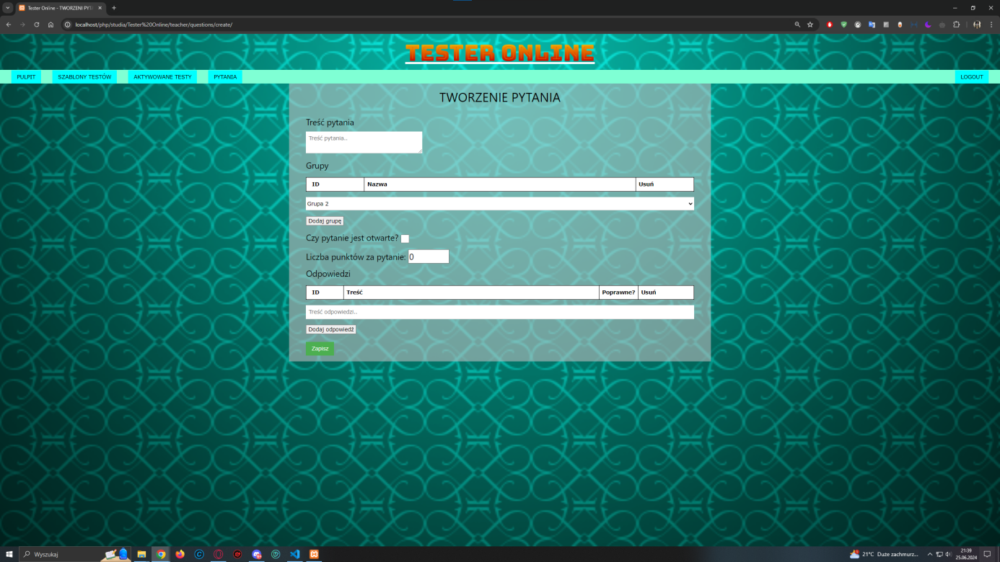 Tester Online - TWORZENI PYTA
localhost/php/studia/Tester%20Online/teacher/questions/create/
TESTER ONLINE
PULPIT SZABLONY TESTÓW AKTYWOWANE TESTY PYTANIA LOGOUT
TWORZENIE PYTANIA
Treść pytania
Treść pytania..
Grupy
ID Nazwa Usuń
Grupa 2
Dodaj grupę
Czy pytanie jest otwarte?
Liczba punktów za pytanie: 0
Odpowiedzi
ID Treść Poprawne? Usuń
Treść odpowiedzi..
Dodaj odpowiedź
Zapisz
Wyszukaj
21°C Duże zachmurz...
21:39
25.06.2024